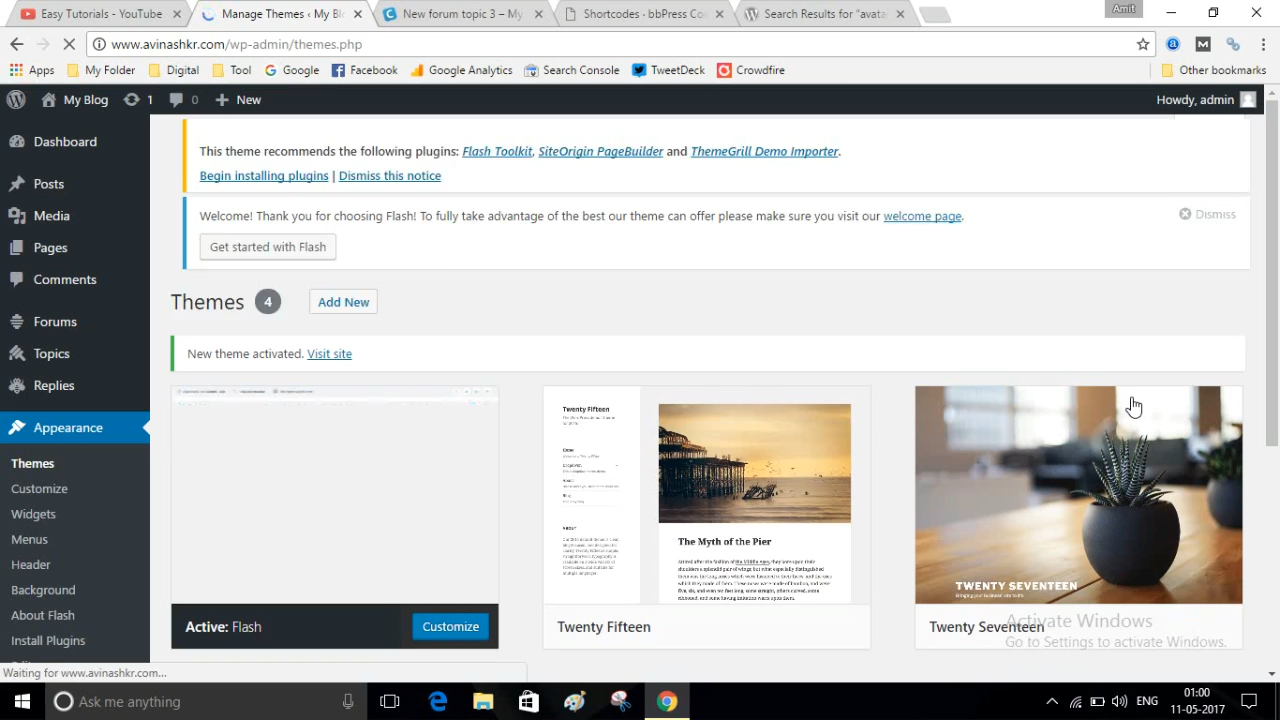 Easy Tutorials - YouTube
Manage Themes ‹ My Bl
New forum topic 3 – My
Shortcodes · bbPress Co
Search Results for “avata
Amit
www.avinashkr.com/wp-admin/themes.php
Apps
My Folder
Digital
Tool
Google
Facebook
Google Analytics
Search Console
TweetDeck
Crowdfire
Other bookmarks
My Blog
1
0
New
Howdy, admin
Dashboard
Posts
Media
Pages
Comments
Forums
Topics
Replies
Appearance
Themes
Customize
Widgets
Menus
Header
Background
About Flash
Install Plugins
This theme recommends the following plugins: Flash Toolkit, SiteOrigin PageBuilder and ThemeGrill Demo Importer.
Begin installing plugins | Dismiss this notice
Welcome! Thank you for choosing Flash! To fully take advantage of the best our theme can offer please make sure you visit our welcome page.
Dismiss
Get started with Flash
Themes 4 Add New
New theme activated. Visit site
Active: Flash
Customize
Twenty Fifteen
The Myth of the Pier
Twenty Fifteen
TWENTY SEVENTEEN
Twenty Seventeen
Activate Windows
Go to Settings to activate Windows.
Waiting for www.avinashkr.com...
Ask me anything
ENG
01:00
11-05-2017